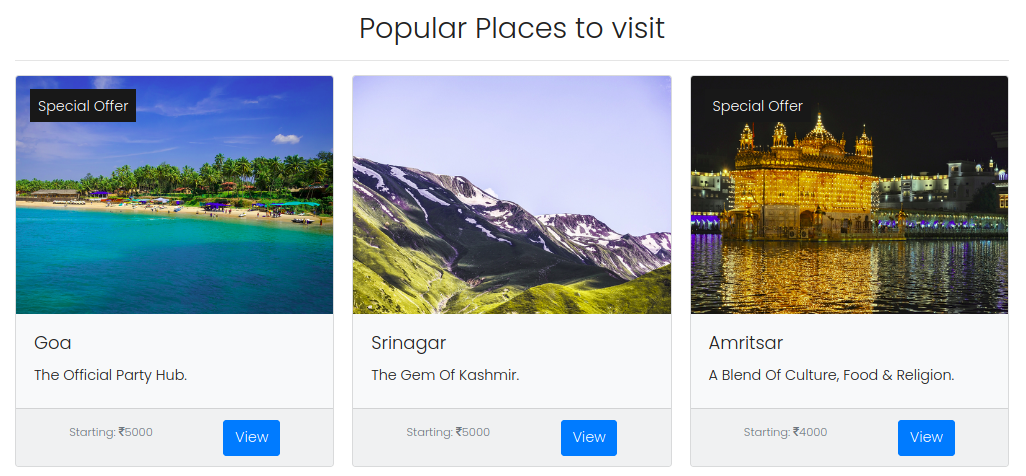 Popular Places to visit
Special Offer
Special Offer
Goa
Srinagar
Amritsar
The Official Party Hub.
The Gem Of Kashmir.
A Blend Of Culture, Food & Religion.
Starting: ₹5000
View
Starting: ₹5000
View
Starting: ₹4000
View